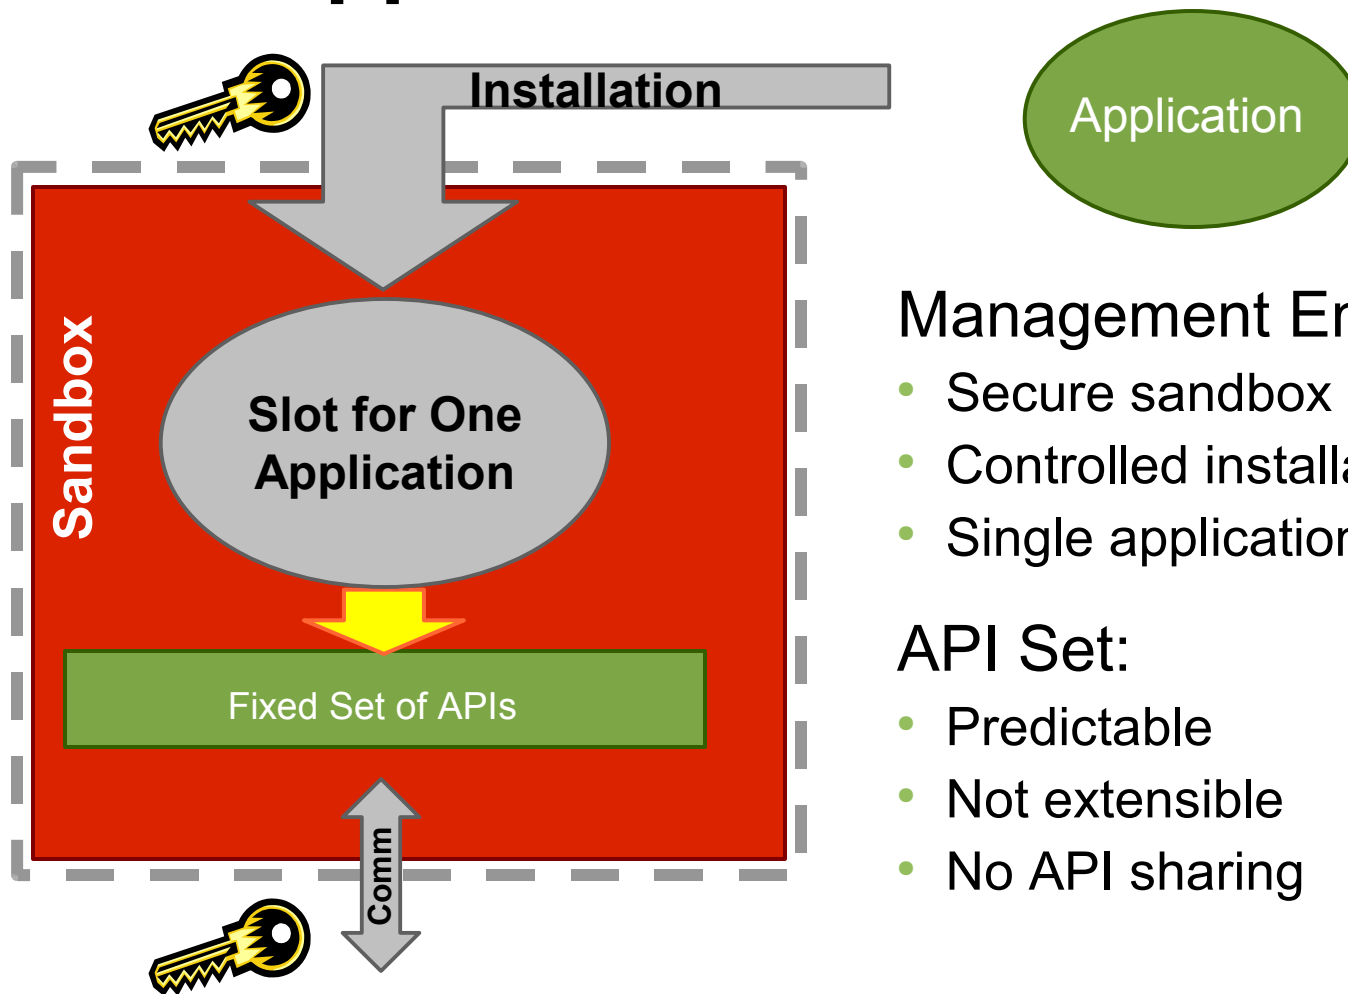 Installation
Application
Sandbox
Slot for One
Application
Fixed Set of APIs
Comm
Management
• Secure sandbox
• Controlled
• Single
API Set:
• Predictable
• Not extensible
• No API sharing